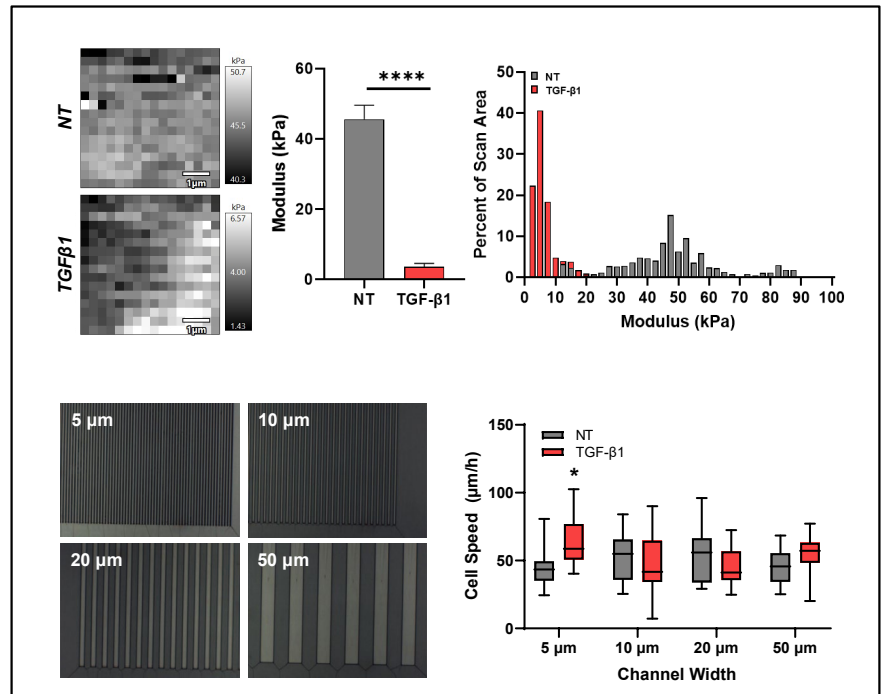 NT
kPa
50.7
45.5
40.3
1µm
TGFβ1
kPa
6.57
4.00
1.43
1µm
Modulus (kPa)
60
40
20
0
****
NT
TGF-β1
Percent of Scan Area
50
40
30
20
10
0
NT
TGF-β1
0 10 20 30 40 50 60 70 80 90 100
Modulus (kPa)
5 µm
10 µm
20 µm
50 µm
Cell Speed (µm/h)
150
100
50
0
NT
TGF-β1
*
5 µm 10 µm 20 µm 50 µm
Channel Width